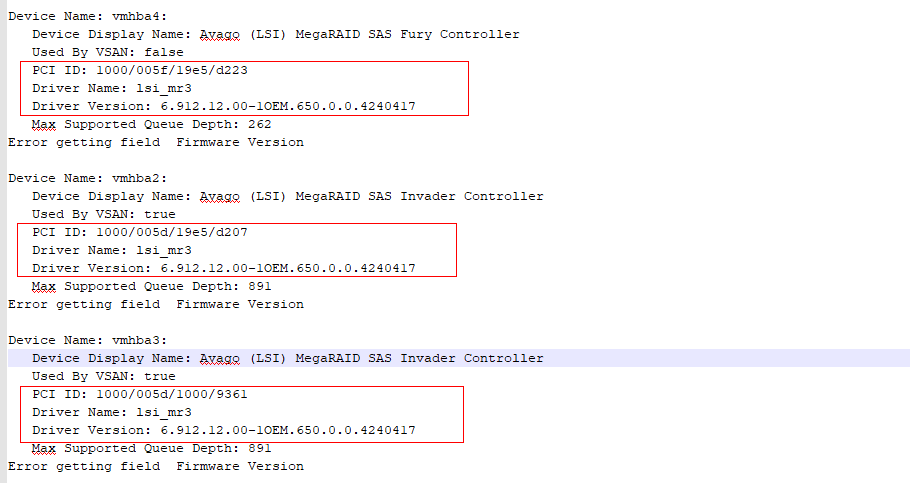 Device Name: vmhba4:
Device Display Name: Avago (LSI) MegaRAID SAS Fury Controller
Used By VSAN: false
PCI ID: 1000/005f/19e5/d223
Driver Name: lsi_mr3
Driver Version: 6.912.12.00-1OEM.650.0.0.4240417
Max Supported Queue Depth: 262
Error getting field  Firmware Version
Device Name: vmhba2:
Device Display Name: Avago (LSI) MegaRAID SAS Invader Controller
Used By VSAN: true
PCI ID: 1000/005d/19e5/d207
Driver Name: lsi_mr3
Driver Version: 6.912.12.00-1OEM.650.0.0.4240417
Max Supported Queue Depth: 891
Error getting field  Firmware Version
Device Name: vmhba3:
Device Display Name: Avago (LSI) MegaRAID SAS Invader Controller
Used By VSAN: true
PCI ID: 1000/005d/1000/9361
Driver Name: lsi_mr3
Driver Version: 6.912.12.00-1OEM.650.0.0.4240417
Max Supported Queue Depth: 891
Error getting field  Firmware Version